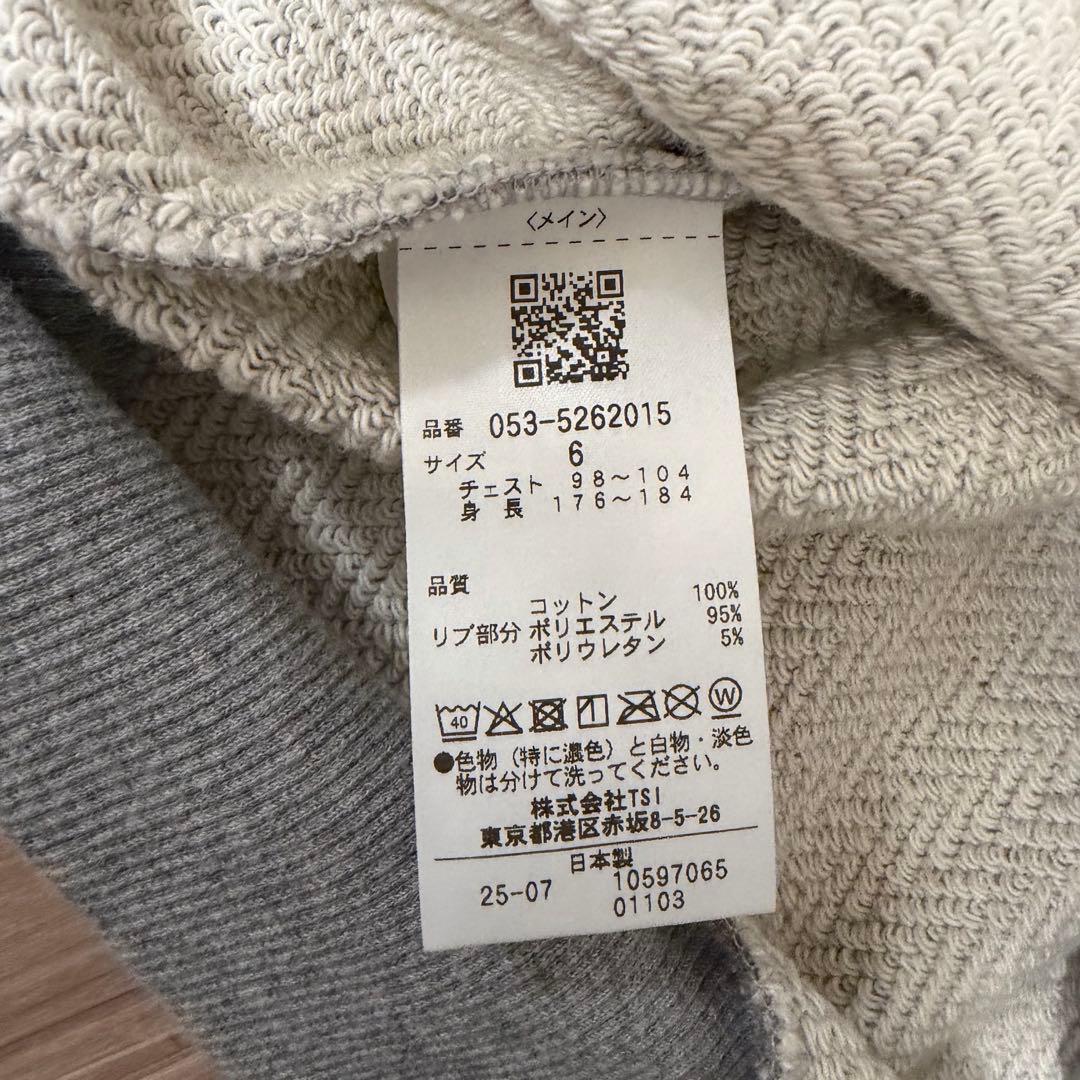 〈メイン〉
品番 053-5262015
サイズ 6
チェスト 98～104
身長 176～184
品質
コットン 100%
リブ部分 ポリエステル 95%
ポリウレタン 5%
40 W
●色物（特に濃色）と白物・淡色
物は分けて洗ってください。
株式会社TSI
東京都港区赤坂8-5-26
日本製
25-07 10597065
01103